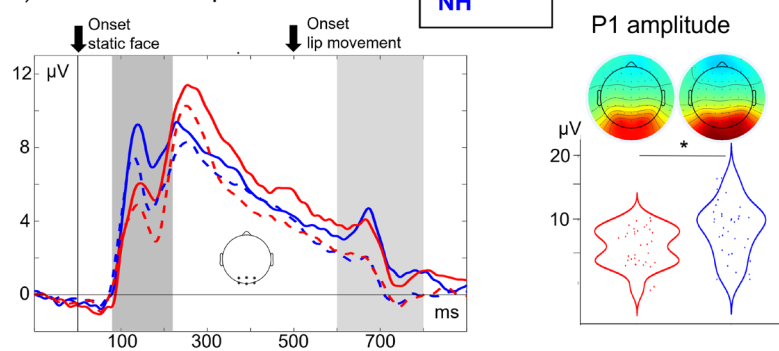 NH
Onset
static face
Onset
lip movement
P1 amplitude
µV
12
8
4
0
ms
100
300
500
700
µV
20
10
*